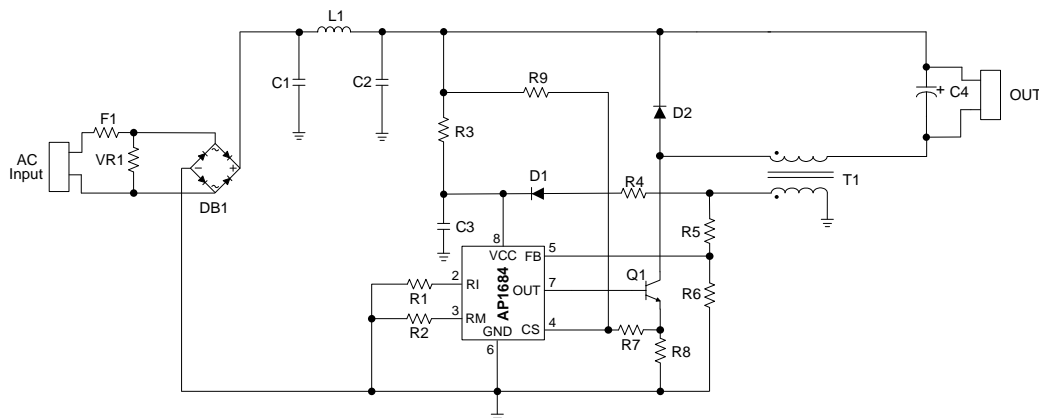 L1
C1
C2
R9
D2
C4
+
OUT
F1
VR1
AC
Input
R3
DB1
~
~
-
+
D1
R4
T1
C3
R5
8
VCC
FB
5
2
RI
AP1684
OUT
7
Q1
R6
R1
3
RM
R2
GND
CS
4
R7
R8
6